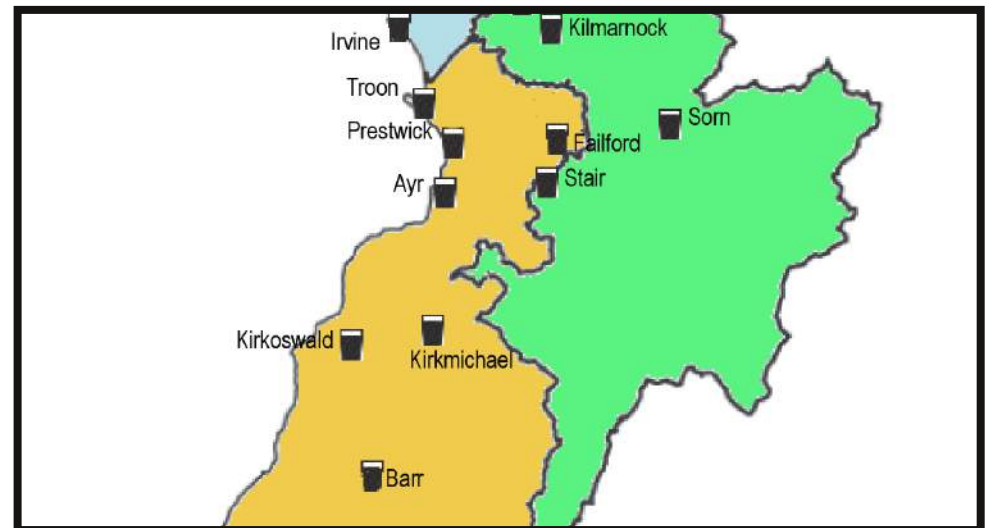 Kilmarnock
Irvine
Troon
Sorn
Prestwick
Failford
Ayr
Stair
Kirkoswald
Kirkmichael
Barr